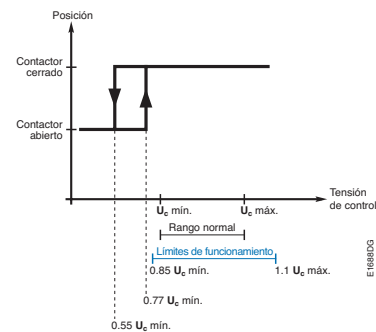 Posición
Contactor
cerrado
Contactor
abierto
Tensión
de control
Uc mín.
Uc máx.
Rango normal
Límites de funcionamiento
0.85 Uc mín.
1.1 Uc máx.
0.77 Uc mín.
0.55 Uc mín.
E1688DG